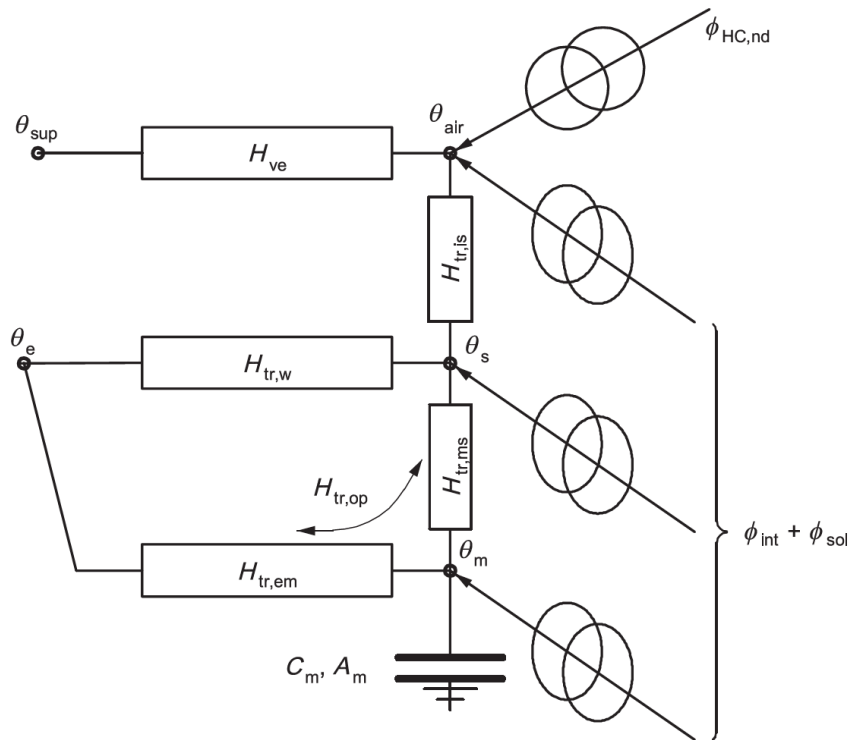 ϕHC,nd
θsup
θair
Hve
Htr,is
θe
θs
Htr,w
Htr,ms
Htr,op
ϕint + ϕsol
θm
Htr,em
Cm, Am